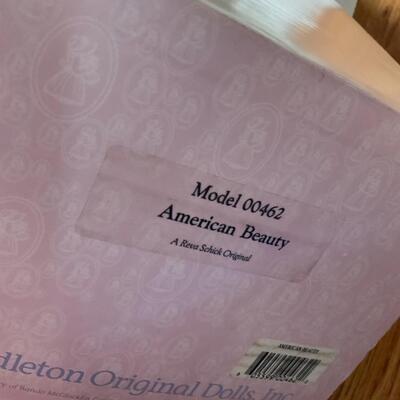 Model 00462
American Beauty
A Reva Schick Original
AMERICAN BEAUTY
dleton Original Dolls, Inc.